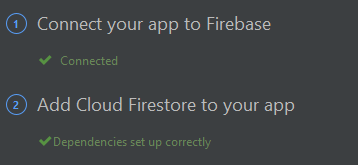 1 Connect your app to Firebase
Connected
2 Add Cloud Firestore to your app
Dependencies set up correctly